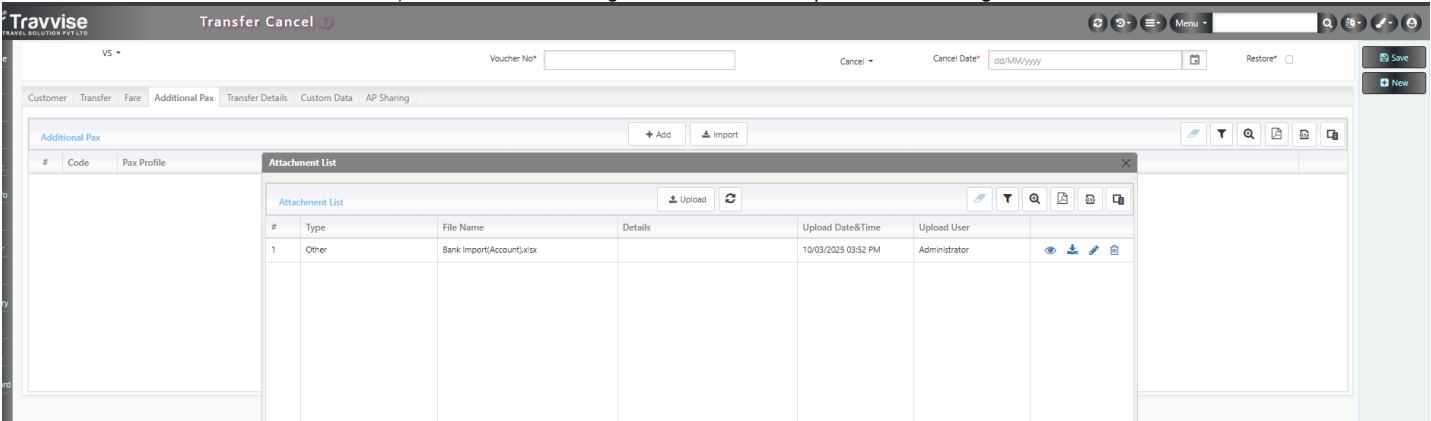 Travvise
TRAVEL SOLUTION PVT LTD
Transfer Cancel ?
Menu
VS
Voucher No*
Cancel
Cancel Date*
dd/MM/yyyy
Restore*
Save
New
Customer Transfer Fare Additional Pax Transfer Details Custom Data AP Sharing
Additional Pax
+ Add
Import
# Code Pax Profile
Attachment List
Attachment List
Upload
# Type File Name Details Upload Date&Time Upload User
1 Other Bank Import(Account).xlsx 10/03/2025 03:52 PM Administrator